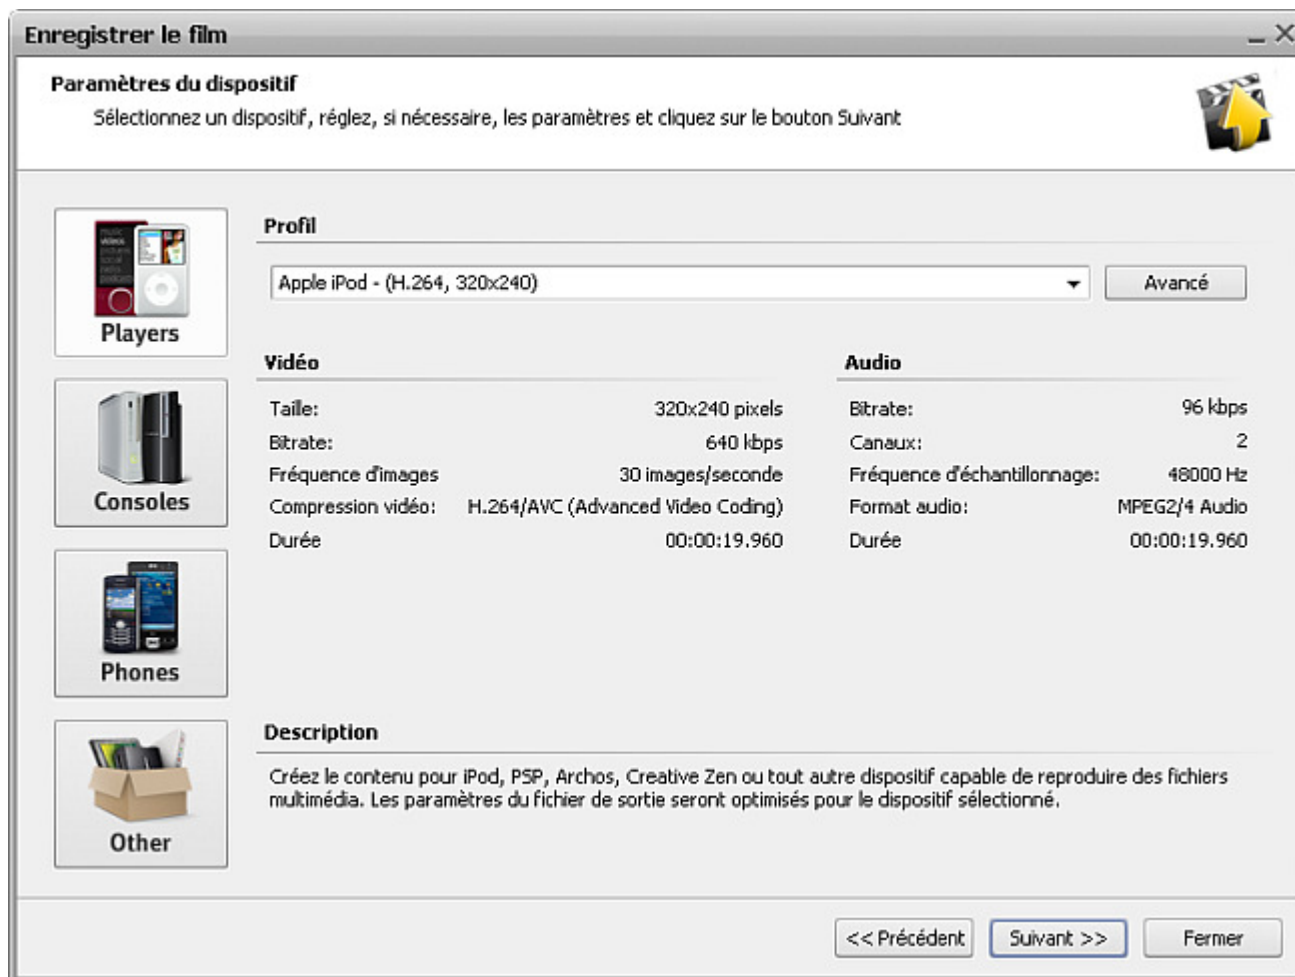 Enregistrer le film
Paramètres du dispositif
Sélectionnez un dispositif, réglez, si nécessaire, les paramètres et cliquez sur le bouton Suivant
Players
Consoles
Phones
Other
Profil
Apple iPod - (H.264, 320x240)
Avancé
Vidéo
Taille: 320x240 pixels
Bitrate: 640 kbps
Fréquence d'images 30 images/seconde
Compression vidéo: H.264/AVC (Advanced Video Coding)
Durée 00:00:19.960
Audio
Bitrate: 96 kbps
Canaux: 2
Fréquence d'échantillonnage: 48000 Hz
Format audio: MPEG2/4 Audio
Durée 00:00:19.960
Description
Créez le contenu pour iPod, PSP, Archos, Creative Zen ou tout autre dispositif capable de reproduire des fichiers
multimédia. Les paramètres du fichier de sortie seront optimisés pour le dispositif sélectionné.
<< Précédent
Suivant >>
Fermer